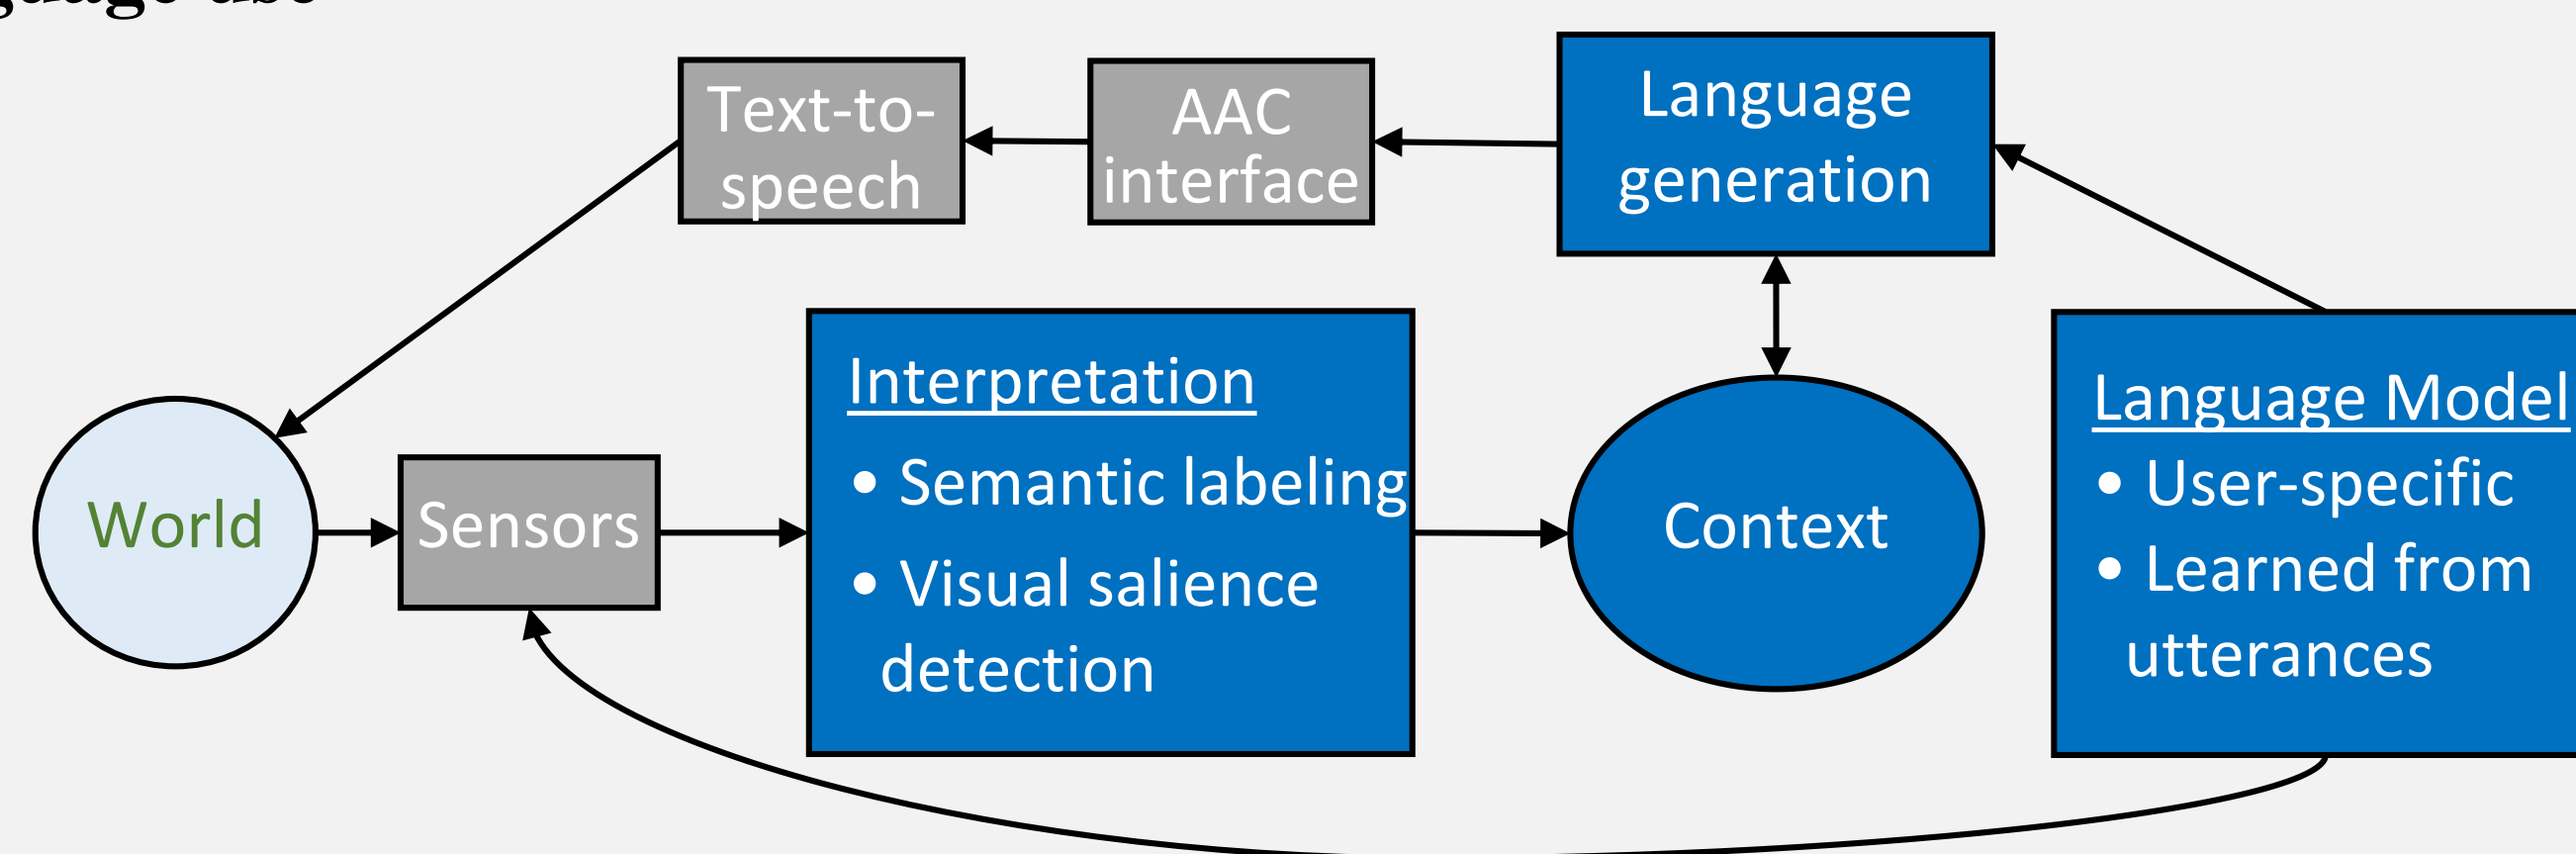 Text-to-
speech
AAC
interface
Language
generation
World
Sensors
Interpretation
• Semantic labeling
• Visual salience
detection
Context
Language Model
• User-specific
• Learned from
utterances